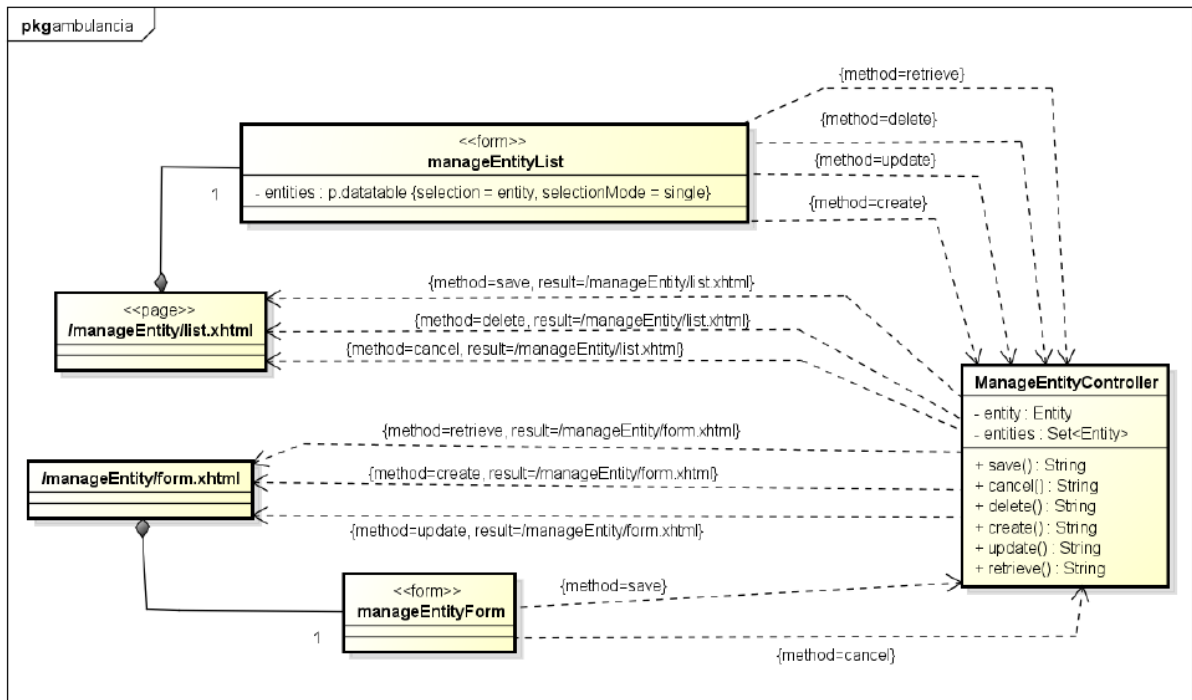 pkgambulancia
{method=retrieve}
{method=delete}
<<form>>
manageEntityList
{method=update}
- entities : p.datatable {selection = entity, selectionMode = single}
1
{method=create}
{method=save, result=/manageEntity/list.xhtml}
<<page>>
/manageEntity/list.xhtml
{method=delete, result=/manageEntity/list.xhtml}
{method=cancel, result=/manageEntity/list.xhtml}
ManageEntityController
- entity : Entity
- entities : Set<Entity>
+ save() : String
+ cancel() : String
+ delete() : String
+ create() : String
+ update() : String
+ retrieve() : String
{method=retrieve, result=/manageEntity/form.xhtml}
/manageEntity/form.xhtml
{method=create, result=/manageEntity/form.xhtml}
{method=update, result=/manageEntity/form.xhtml}
<<form>>
manageEntityForm
{method=save}
1
{method=cancel}